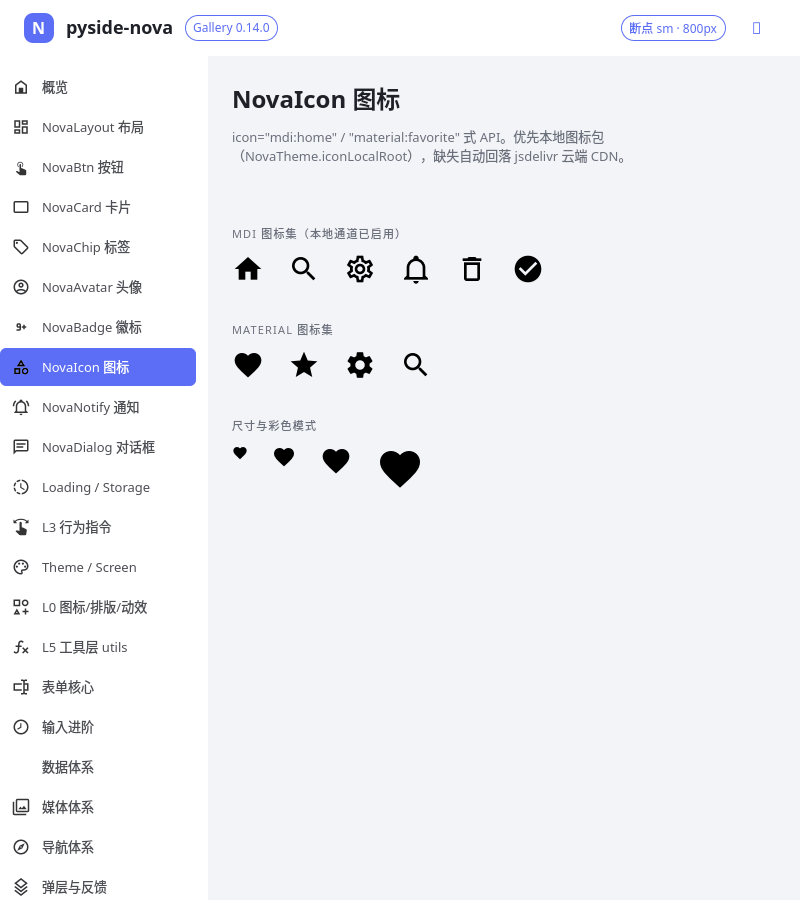 N pyside-nova Gallery 0.14.0 断点 sm · 800px
概览
NovaLayout 布局
NovaBtn 按钮
NovaCard 卡片
NovaChip 标签
NovaAvatar 头像
9+ NovaBadge 徽标
NovaIcon 图标
NovaNotify 通知
NovaDialog 对话框
Loading / Storage
L3 行为指令
Theme / Screen
L0 图标/排版/动效
L5 工具层 utils
表单核心
输入进阶
数据体系
媒体体系
导航体系
弹层与反馈
NovaIcon 图标
icon="mdi:home" / "material:favorite" 式 API。优先本地图标包
（NovaTheme.iconLocalRoot），缺失自动回落 jsdelivr 云端 CDN。
MDI 图标集（本地通道已启用）
MATERIAL 图标集
尺寸与彩色模式